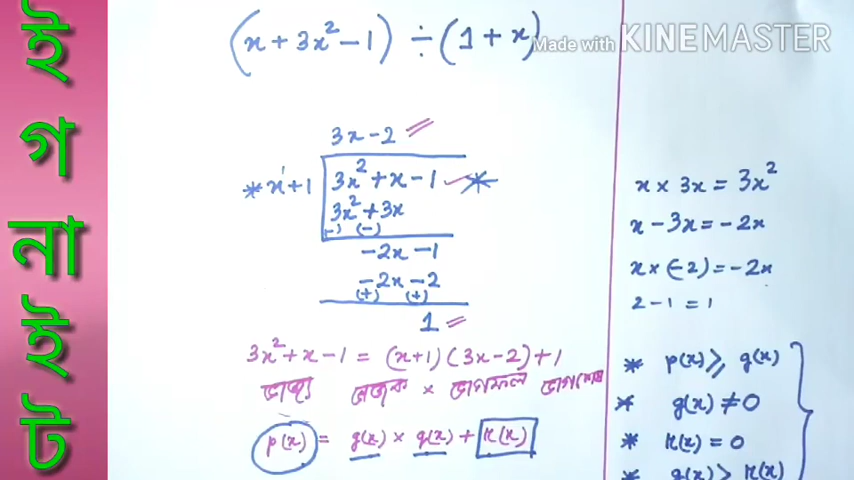 ই
গ
না
ই
ট
(x + 3x² - 1) ÷ (1 + x)
Made with KINEMASTER
3x - 2
* x¹ + 1 3x² + x - 1 *
3x² + 3x
(-) (-)
-2x - 1
-2x - 2
(+) (+)
1
3x² + x - 1 = (x+1) (3x - 2) + 1
ভাজ্য ভাজক × ভাগফল ভাগশেষ
p(x) = g(x) × q(x) + r(x)
x × 3x = 3x²
x - 3x = -2x
x × (-2) = -2x
2 - 1 = 1
* p(x) ⩾ g(x)
* g(x) ≠ 0
* r(x) = 0
* g(x) > r(x)